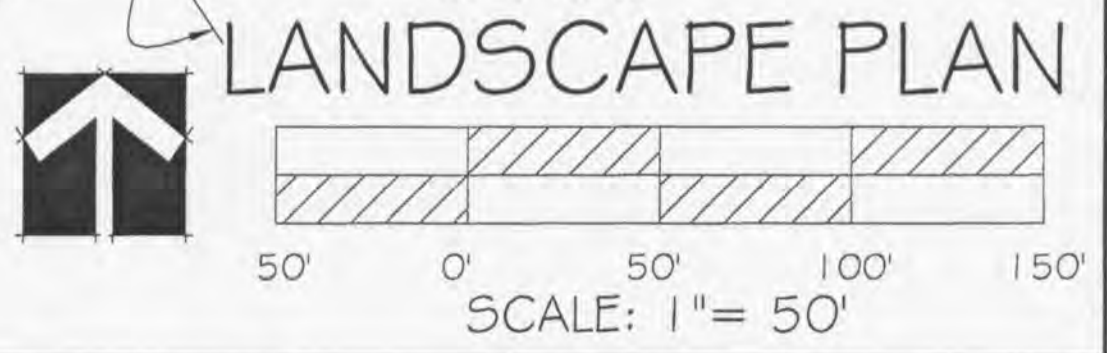 LANDSCAPE PLAN
50' 0' 50' 100' 150'
SCALE: 1"= 50'